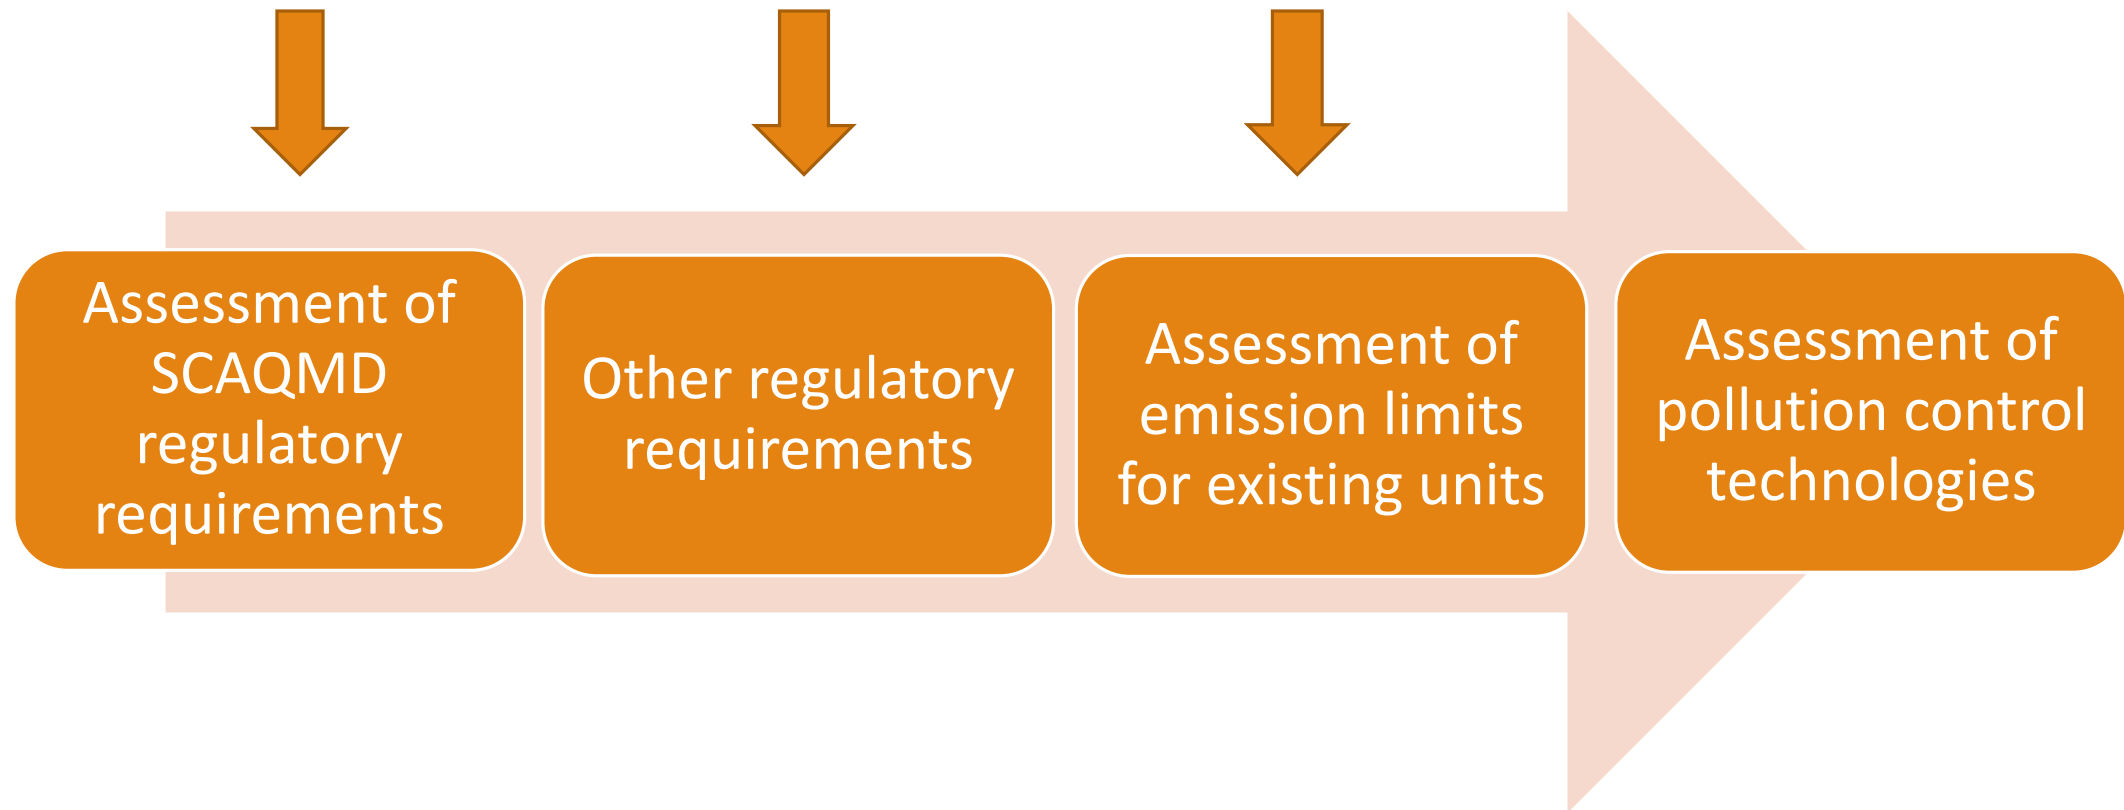 Assessment of
SCAQMD
regulatory
requirements
Other regulatory
requirements
Assessment of
emission limits
for existing units
Assessment of
pollution control
technologies